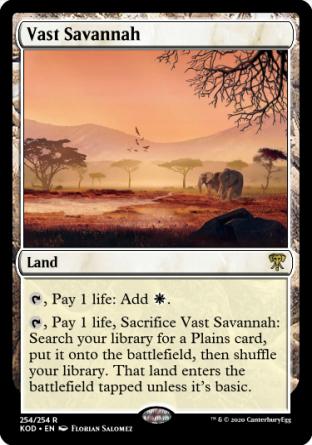 Vast Savannah
Land
, Pay 1 life: Add .
, Pay 1 life, Sacrifice Vast Savannah:
Search your library for a Plains card,
put it onto the battlefield, then shuffle
your library. That land enters the
battlefield tapped unless it's basic.
254/254 R
KOD • EN Florian Salomez
™ & © 2020 CanterburyEgg